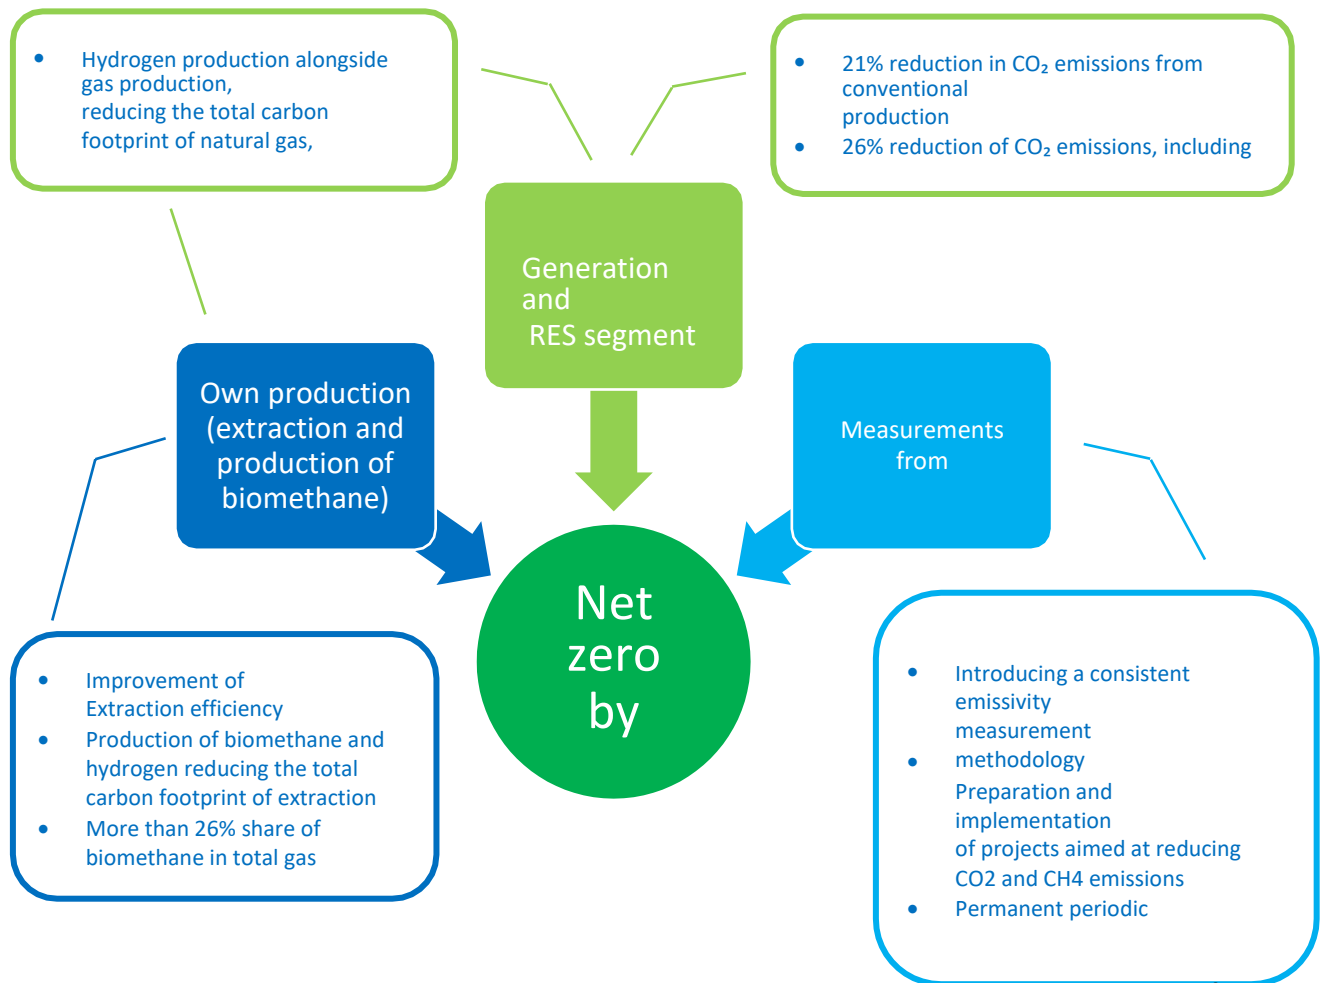 • Hydrogen production alongside
gas production,
reducing the total carbon
footprint of natural gas,
• 21% reduction in CO₂ emissions from
conventional
production
• 26% reduction of CO₂ emissions, including
Generation
and
RES segment
Own production
(extraction and
production of
biomethane)
Measurements
from
Net
zero
by
• Improvement of
Extraction efficiency
• Production of biomethane and
hydrogen reducing the total
carbon footprint of extraction
• More than 26% share of
biomethane in total gas
• Introducing a consistent
emissivity
measurement
• methodology
Preparation and
implementation
of projects aimed at reducing
CO2 and CH4 emissions
• Permanent periodic